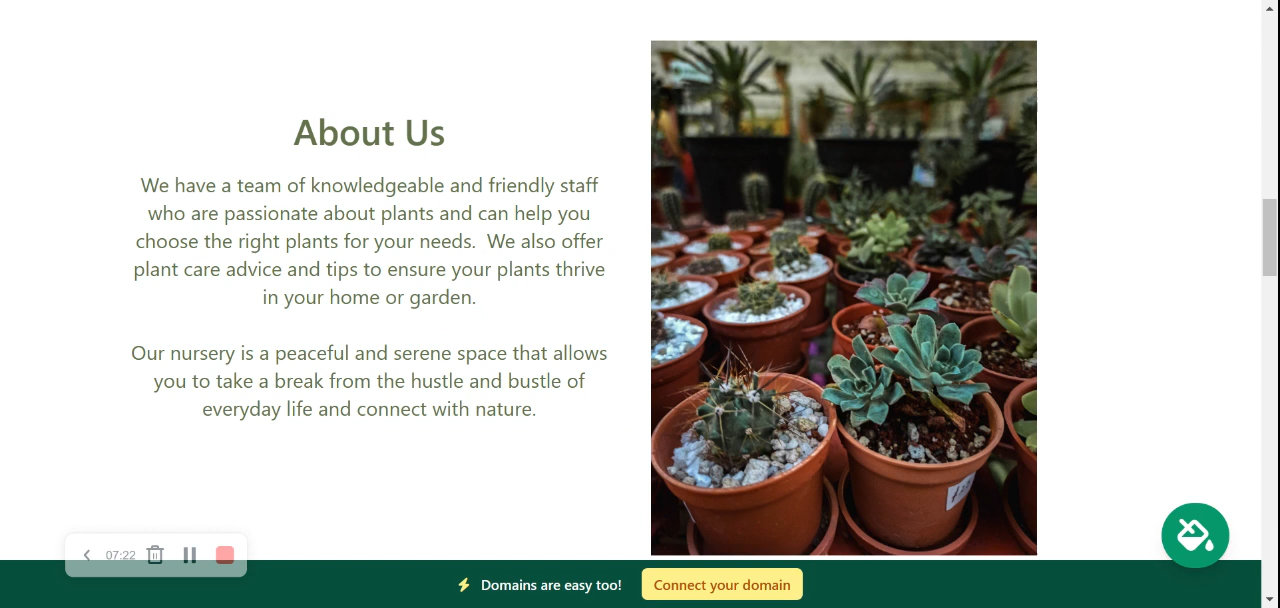 About Us
We have a team of knowledgeable and friendly staff
who are passionate about plants and can help you
choose the right plants for your needs.  We also offer
plant care advice and tips to ensure your plants thrive
in your home or garden.
Our nursery is a peaceful and serene space that allows
you to take a break from the hustle and bustle of
everyday life and connect with nature.
07:22
Domains are easy too!
Connect your domain